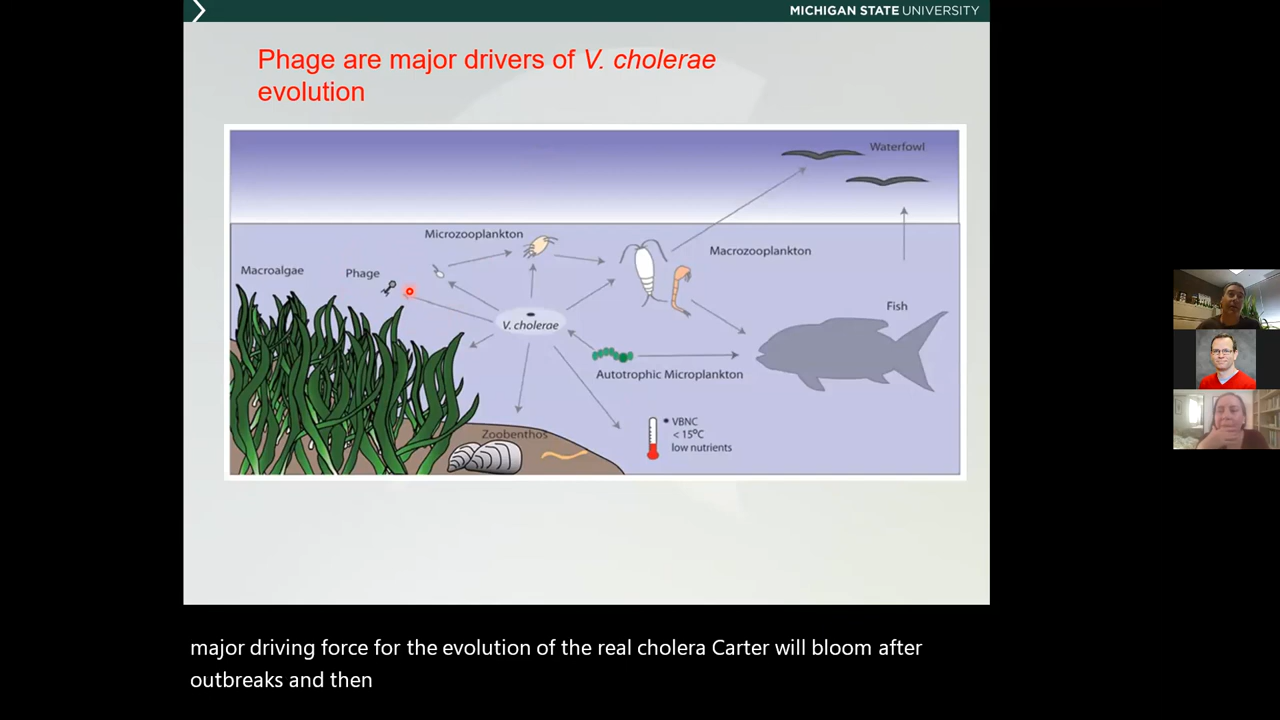 MICHIGAN STATE UNIVERSITY
Phage are major drivers of V. cholerae
evolution
Waterfowl
Microzooplankton
Macrozooplankton
Macroalgae
Phage
Fish
V. cholerae
Autotrophic Microplankton
VBNC
< 15°C
low nutrients
Zoobenthos
major driving force for the evolution of the real cholera Carter will bloom after
outbreaks and then